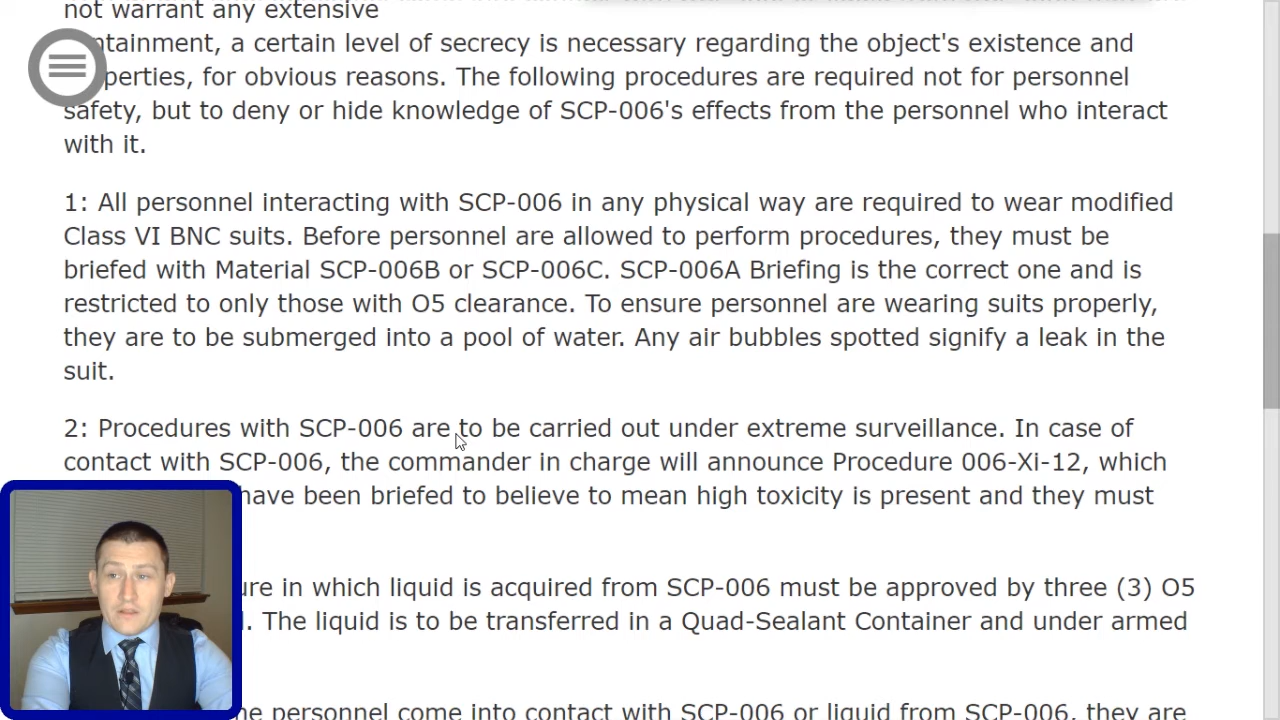 not warrant any extensive
ntainment, a certain level of secrecy is necessary regarding the object's existence and
perties, for obvious reasons. The following procedures are required not for personnel
safety, but to deny or hide knowledge of SCP-006's effects from the personnel who interact
with it.
1: All personnel interacting with SCP-006 in any physical way are required to wear modified
Class VI BNC suits. Before personnel are allowed to perform procedures, they must be
briefed with Material SCP-006B or SCP-006C. SCP-006A Briefing is the correct one and is
restricted to only those with O5 clearance. To ensure personnel are wearing suits properly,
they are to be submerged into a pool of water. Any air bubbles spotted signify a leak in the
suit.
2: Procedures with SCP-006 are to be carried out under extreme surveillance. In case of
contact with SCP-006, the commander in charge will announce Procedure 006-Xi-12, which
have been briefed to believe to mean high toxicity is present and they must
ure in which liquid is acquired from SCP-006 must be approved by three (3) O5
. The liquid is to be transferred in a Quad-Sealant Container and under armed
he personnel come into contact with SCP-006 or liquid from SCP-006, they are